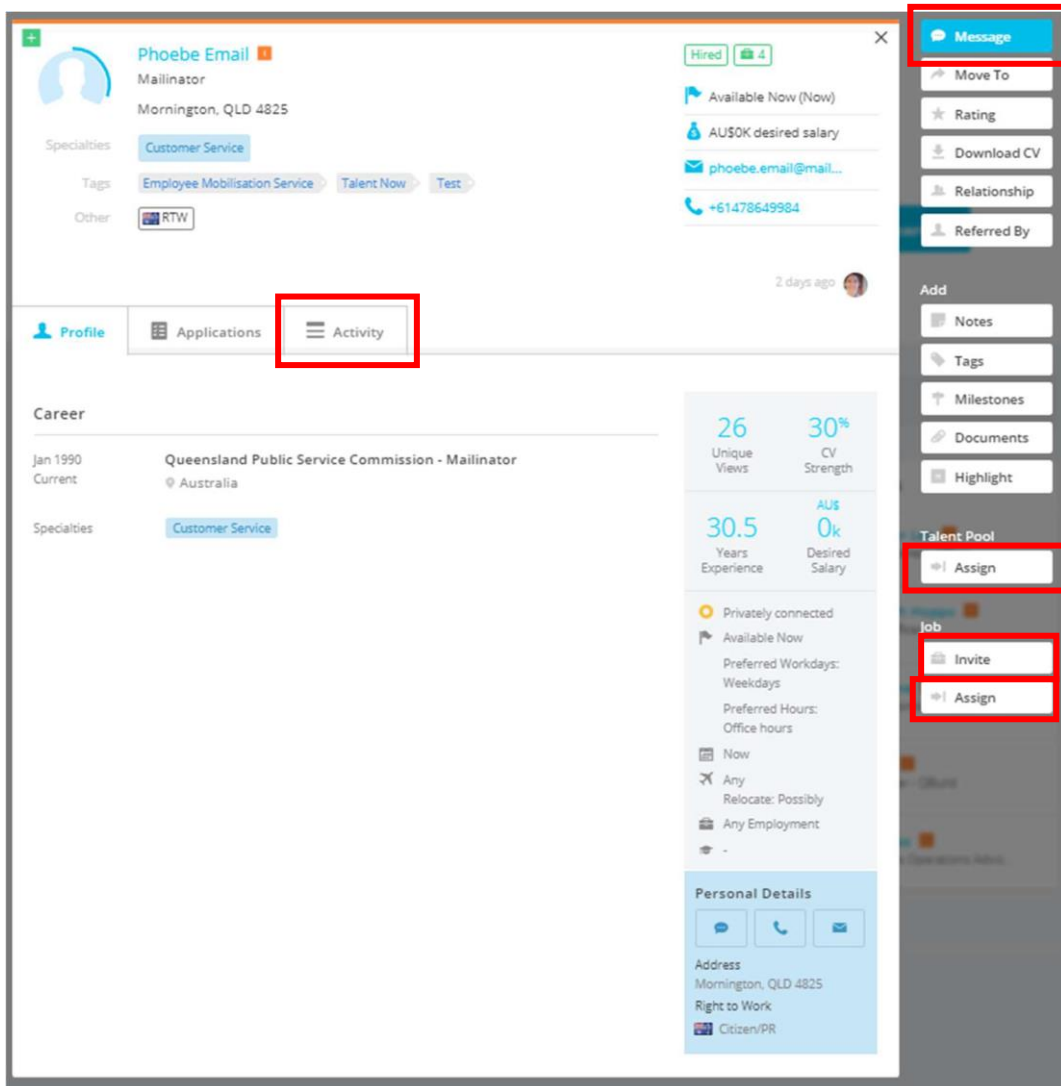 Phoebe Email
Mailinator
Mornington, QLD 4825
Specialties Customer Service
Tags Employee Mobilisation Service Talent Now Test
Other RTW
Hired 4
Available Now (Now)
AU$0K desired salary
phoebe.email@mail...
+61478649984
2 days ago
Profile Applications Activity
Career
Jan 1990 Queensland Public Service Commission - Mailinator
Current Australia
Specialties Customer Service
26 30%
Unique CV
Views Strength
AU$
30.5 0k
Years Desired
Experience Salary
Privately connected
Available Now
Preferred Workdays:
Weekdays
Preferred Hours:
Office hours
Now
Any
Relocate: Possibly
Any Employment
-
Personal Details
Address
Mornington, QLD 4825
Right to Work
Citizen/PR
Message
Move To
Rating
Download CV
Relationship
Referred By
Add
Notes
Tags
Milestones
Documents
Highlight
Talent Pool
Assign
Job
Invite
Assign